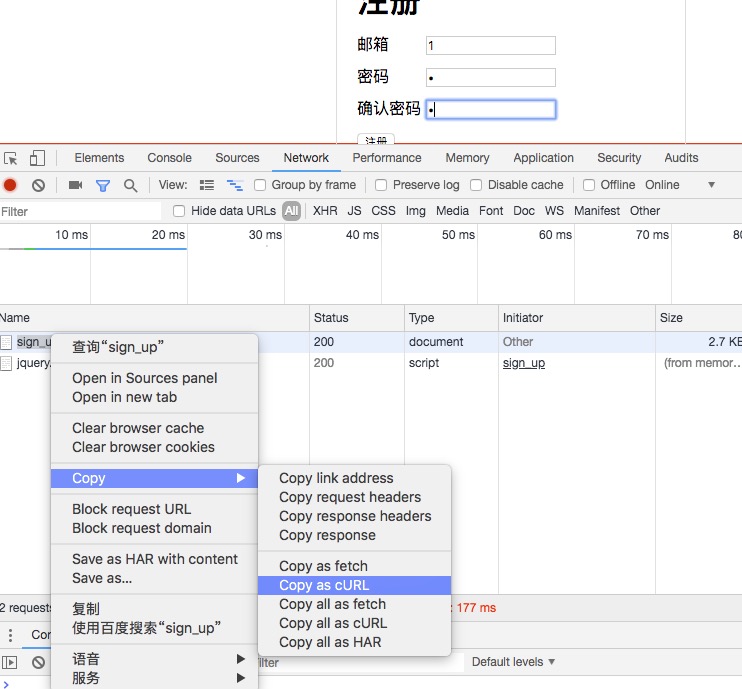 注册
邮箱 1
密码 •
确认密码 •
注册
Elements Console Sources Network Performance Memory Application Security Audits
View: Group by frame Preserve log Disable cache Offline Online ▼
Filter Hide data URLs All XHR JS CSS Img Media Font Doc WS Manifest Other
10 ms 20 ms 30 ms 40 ms 50 ms 60 ms 70 ms 80
Name Status Type Initiator Size
sign_u 200 document Other 2.7 KB
jquery. 200 script sign_up (from memor...
查询“sign_up”
Open in Sources panel
Open in new tab
Clear browser cache
Clear browser cookies
Copy ▶
Block request URL
Block request domain
Save as HAR with content
Save as...
复制
使用百度搜索“sign_up”
语音 ▶
服务 ▶
Copy link address
Copy request headers
Copy response headers
Copy response
Copy as fetch
Copy as cURL
Copy all as fetch
Copy all as cURL
Copy all as HAR
2 requests : 177 ms
Con
ilter Default levels ▼